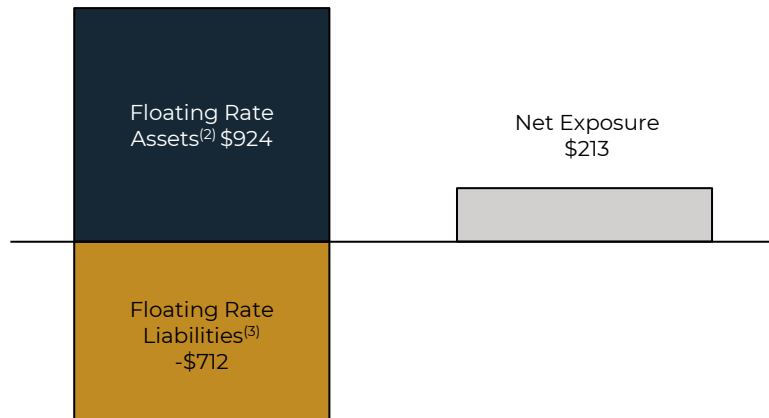 Floating Rate
Assets(2) $924
Net Exposure
$213
Floating Rate
Liabilities(3)
-$712